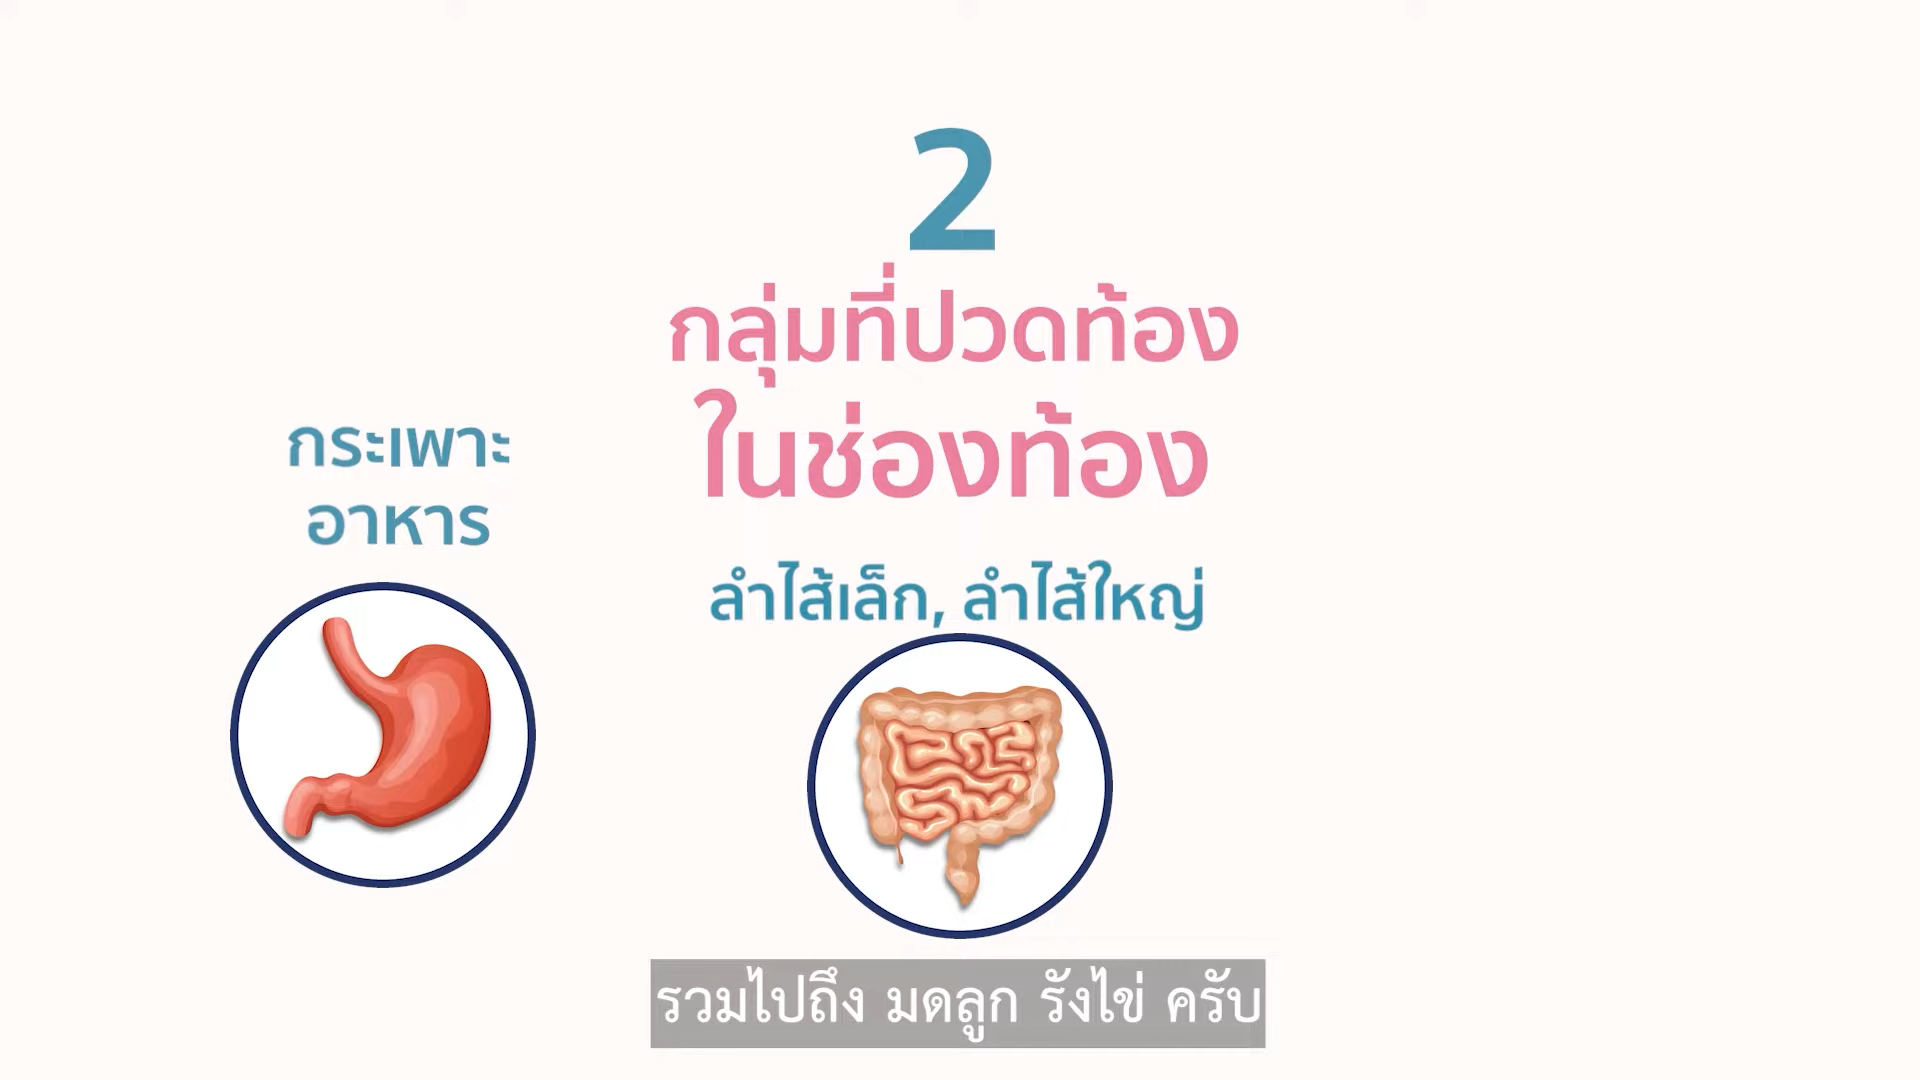 2
กลุ่มที่ปวดท้อง
ในช่องท้อง
กระเพาะ
อาหาร
ลำไส้เล็ก, ลำไส้ใหญ่
รวมไปถึง มดลูก รังไข่ ครับ